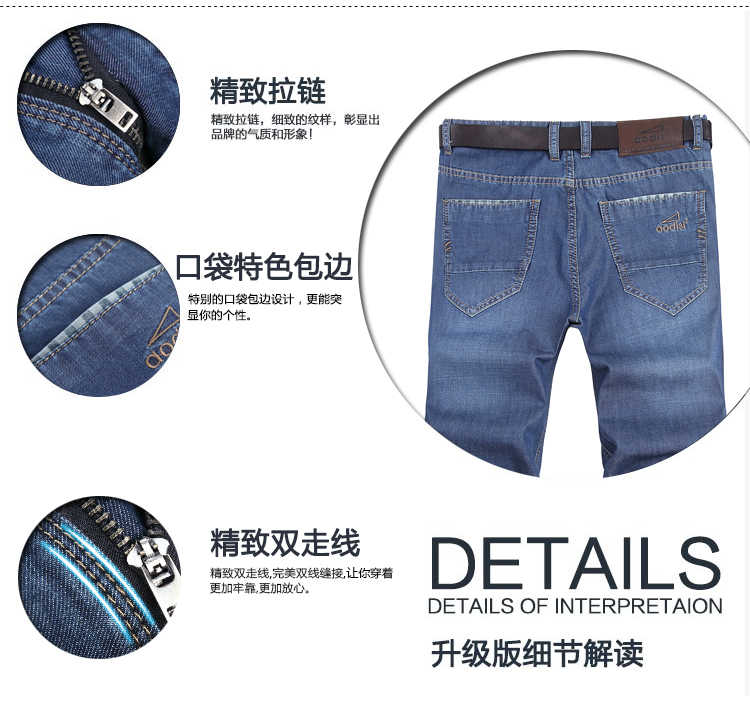 精致拉链
精致拉链，细致的纹样，彰显出
品牌的气质和形象！
口袋特色包边
特别的口袋包边设计，更能突
显你的个性。
aodisi
精致双走线
精致双走线,完美双线缝接,让你穿着
更加牢靠,更加放心。
DETAILS
DETAILS OF INTERPRETAION
升级版细节解读